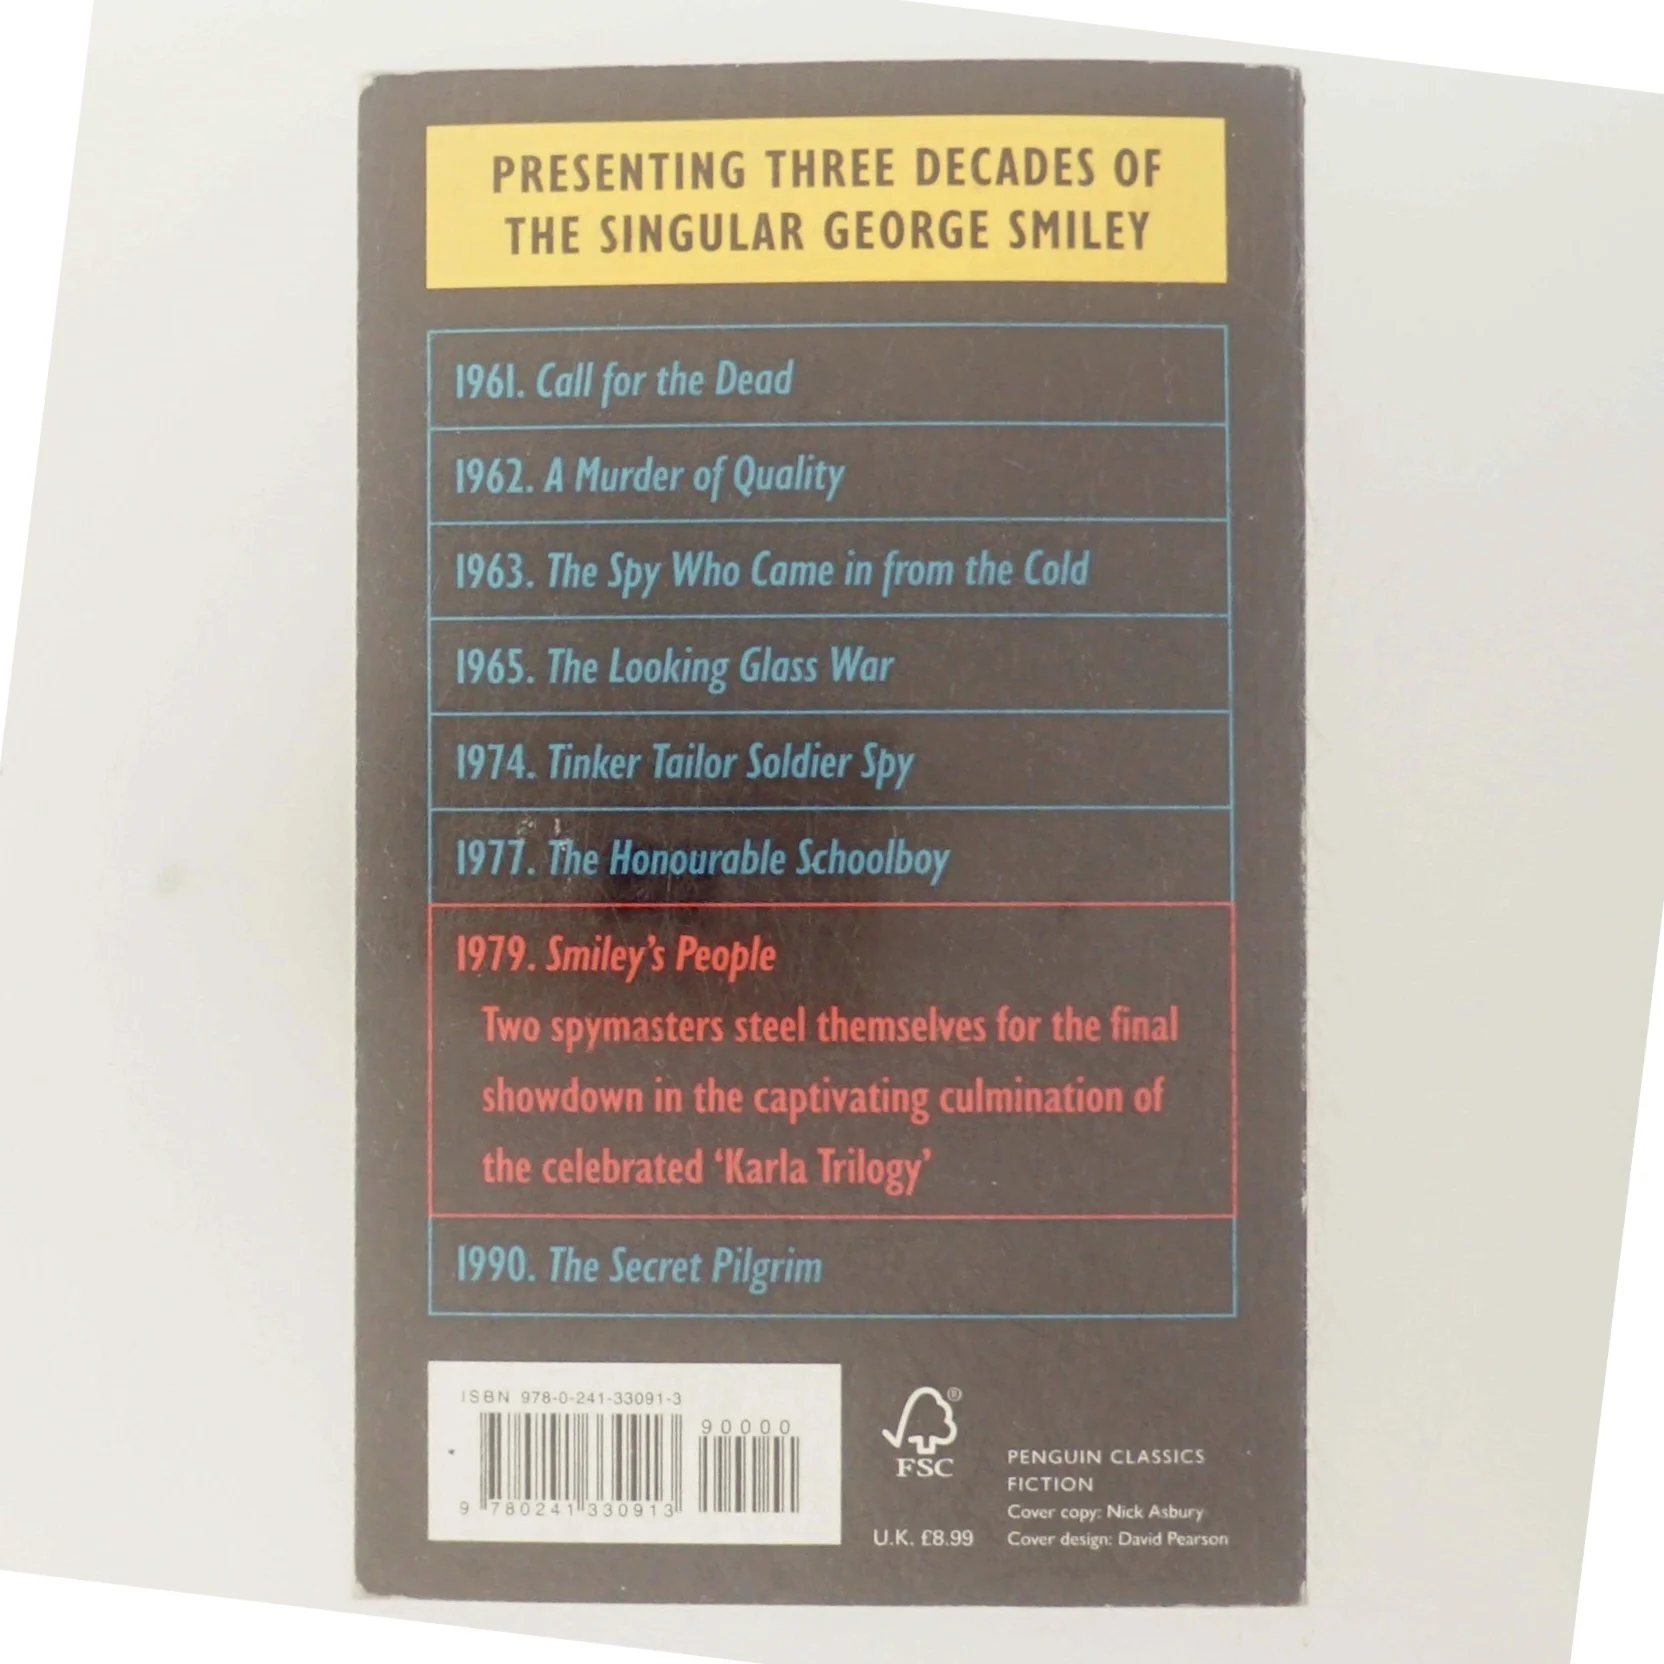 PRESENTING THREE DECADES OF
THE SINGULAR GEORGE SMILEY
1961. Call for the Dead
1962. A Murder of Quality
1963. The Spy Who Came in from the Cold
1965. The Looking Glass War
1974. Tinker Tailor Soldier Spy
1977. The Honourable Schoolboy
1979. Smiley’s People
Two spymasters steel themselves for the final
showdown in the captivating culmination of
the celebrated ‘Karla Trilogy’
1990. The Secret Pilgrim
ISBN 978-0-241-33091-3
90000
9 780241 330913
® FSC
U.K. £8.99
PENGUIN CLASSICS
FICTION
Cover copy: Nick Asbury
Cover design: David Pearson